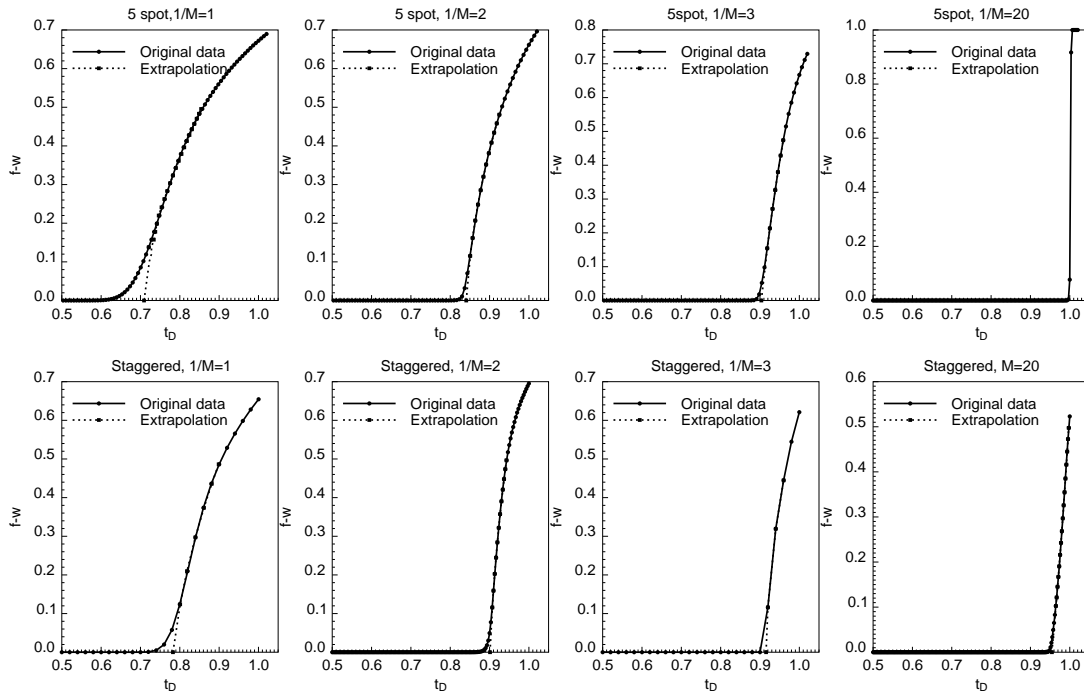 5 spot,1/M=1
5 spot, 1/M=2
5spot, 1/M=3
5spot, 1/M=20
0.7
0.6
0.5
0.4
0.3
0.2
0.1
0.0
f-w
Original data
Extrapolation
0.5 0.6 0.7 0.8 0.9 1.0
t_D
0.7
0.6
0.5
0.4
0.3
0.2
0.1
0.0
f-w
Original data
Extrapolation
0.5 0.6 0.7 0.8 0.9 1.0
t_D
0.8
0.7
0.6
0.5
0.4
0.3
0.2
0.1
0.0
f-w
Original data
Extrapolation
0.5 0.6 0.7 0.8 0.9 1.0
t_D
1.0
0.8
0.6
0.4
0.2
0.0
f-w
Original data
Extrapolation
0.5 0.6 0.7 0.8 0.9 1.0
t_D
Staggered, 1/M=1
Staggered, 1/M=2
Staggered, 1/M=3
Staggered, M=20
0.7
0.6
0.5
0.4
0.3
0.2
0.1
0.0
f-w
Original data
Extrapolation
0.5 0.6 0.7 0.8 0.9 1.0
t_D
0.7
0.6
0.5
0.4
0.3
0.2
0.1
0.0
f-w
Original data
Extrapolation
0.5 0.6 0.7 0.8 0.9 1.0
t_D
0.7
0.6
0.5
0.4
0.3
0.2
0.1
0.0
f-w
Original data
Extrapolation
0.5 0.6 0.7 0.8 0.9 1.0
t_D
0.6
0.5
0.4
0.3
0.2
0.1
0.0
f-w
Original data
Extrapolation
0.5 0.6 0.7 0.8 0.9 1.0
t_D